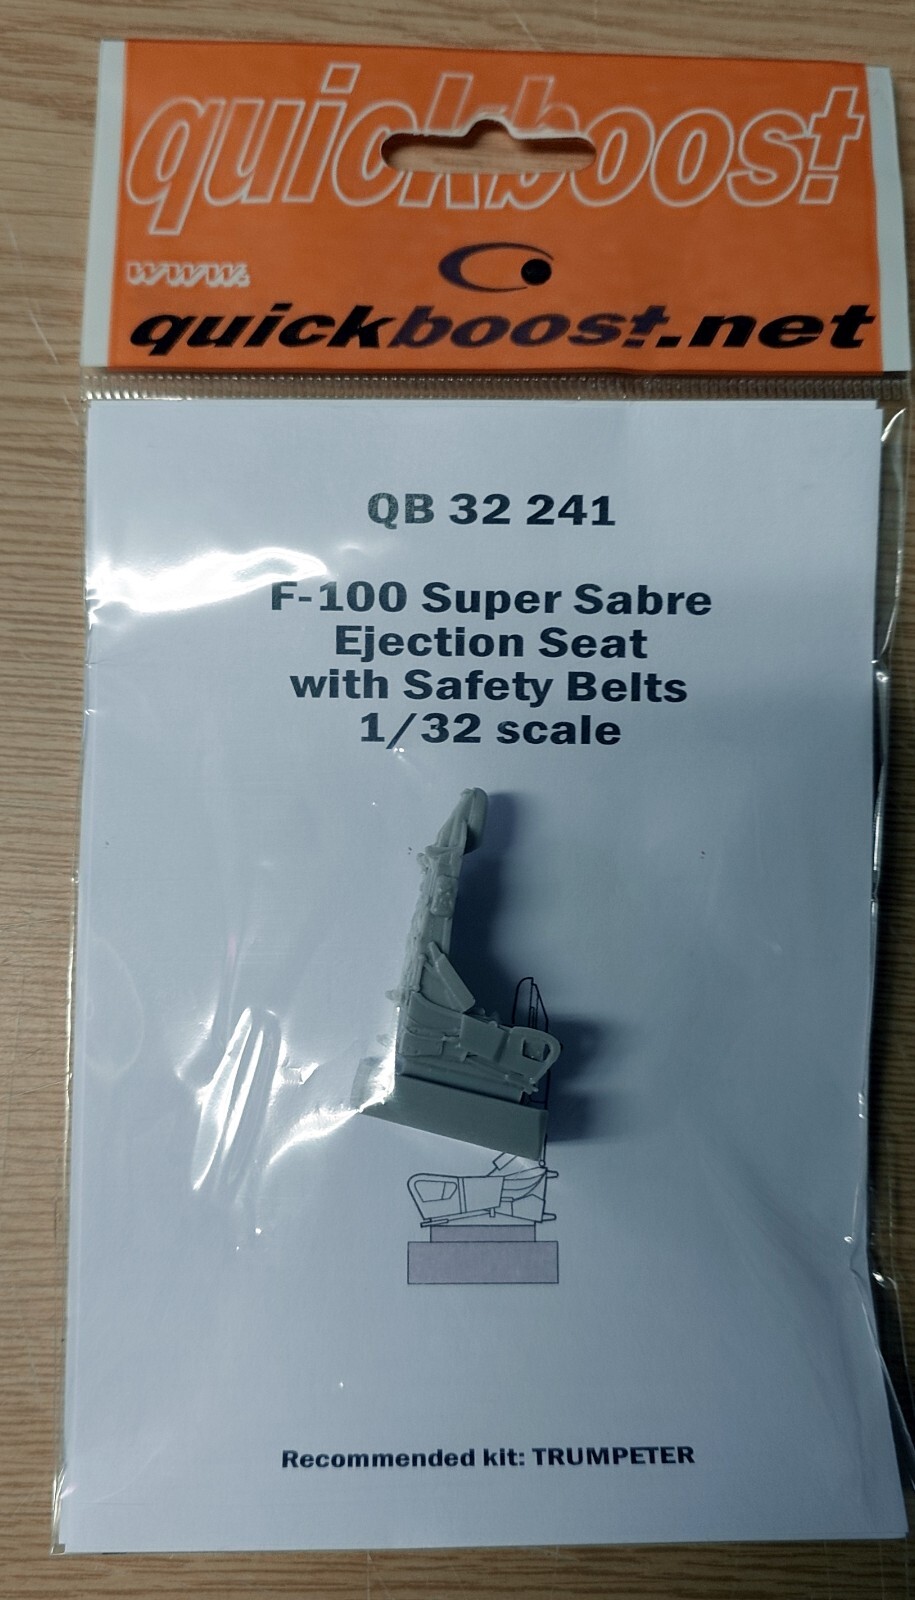 quickboost
www.
quickboost.net
QB 32 241
F-100 Super Sabre
Ejection Seat
with Safety Belts
1/32 scale
Recommended kit: TRUMPETER